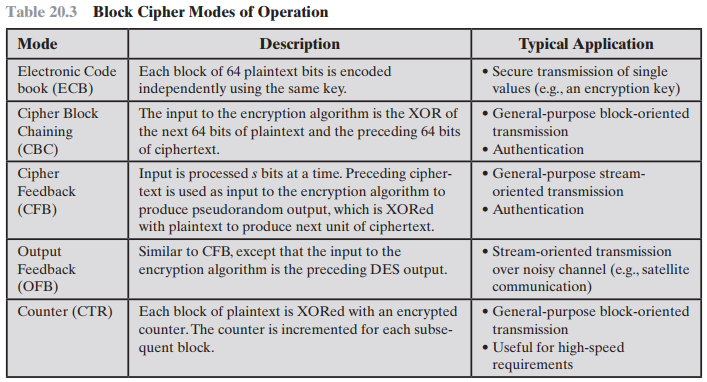 Table 20.3 Block Cipher Modes of Operation
Mode Description Typical Application
Electronic Code
book (ECB)
Each block of 64 plaintext bits is encoded
independently using the same key.
• Secure transmission of single
values (e.g., an encryption key)
Cipher Block
Chaining
(CBC)
The input to the encryption algorithm is the XOR of
the next 64 bits of plaintext and the preceding 64 bits
of ciphertext.
• General-purpose block-oriented
transmission
• Authentication
Cipher
Feedback
(CFB)
Input is processed s bits at a time. Preceding cipher-
text is used as input to the encryption algorithm to
produce pseudorandom output, which is XORed
with plaintext to produce next unit of ciphertext.
• General-purpose stream-
oriented transmission
• Authentication
Output
Feedback
(OFB)
Similar to CFB, except that the input to the
encryption algorithm is the preceding DES output.
• Stream-oriented transmission
over noisy channel (e.g., satellite
communication)
Counter (CTR)
Each block of plaintext is XORed with an encrypted
counter. The counter is incremented for each subse-
quent block.
• General-purpose block-oriented
transmission
• Useful for high-speed
requirements